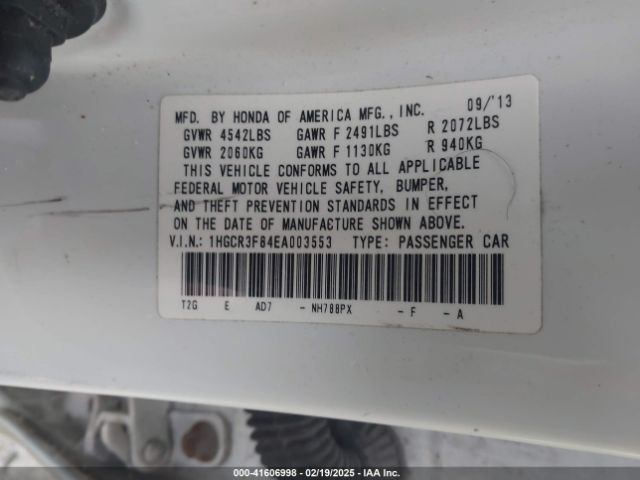 MFD. BY HONDA OF AMERICA MFG., INC. 09/'13
GVWR 4542LBS GAWR F 2491LBS R 2072LBS
GVWR 2060KG GAWR F 1130KG R 940KG
THIS VEHICLE CONFORMS TO ALL APPLICABLE
FEDERAL MOTOR VEHICLE SAFETY, BUMPER,
AND THEFT PREVENTION STANDARDS IN EFFECT
ON THE DATE OF MANUFACTURE SHOWN ABOVE.
V.I.N.: 1HGCR3F84EA003553 TYPE: PASSENGER CAR
T2G E AD7 - NH788PX - F - A
000-41606998 - 02/19/2025 - IAA Inc.